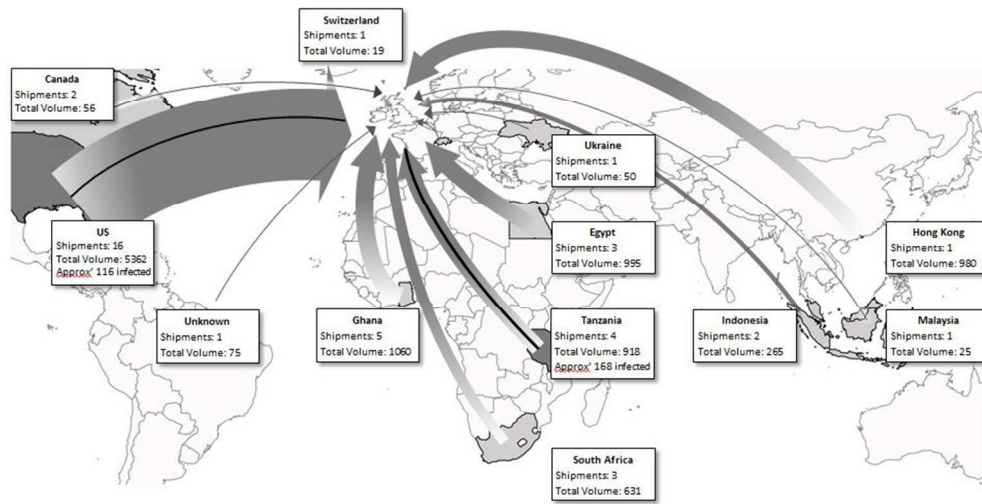 Switzerland
Shipments: 1
Total Volume: 19
Canada
Shipments: 2
Total Volume: 56
Ukraine
Shipments: 1
Total Volume: 50
US
Shipments: 16
Total Volume: 5362
Approx' 116 infected
Egypt
Shipments: 3
Total Volume: 995
Hong Kong
Shipments: 1
Total Volume: 980
Unknown
Shipments: 1
Total Volume: 75
Ghana
Shipments: 5
Total Volume: 1060
Tanzania
Shipments: 4
Total Volume: 918
Approx' 168 infected
Indonesia
Shipments: 2
Total Volume: 265
Malaysia
Shipments: 1
Total Volume: 25
South Africa
Shipments: 3
Total Volume: 631